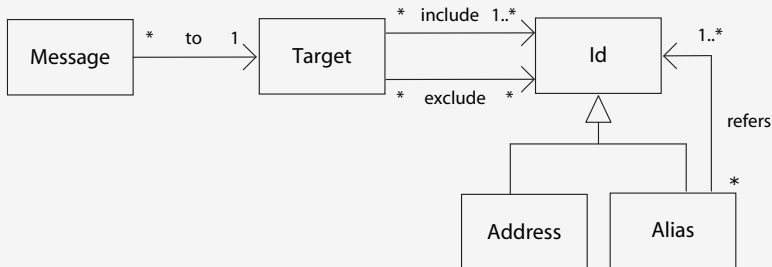 * include 1..*
Message * to 1 Target Id 1..*
* exclude *
refers
*
Address Alias